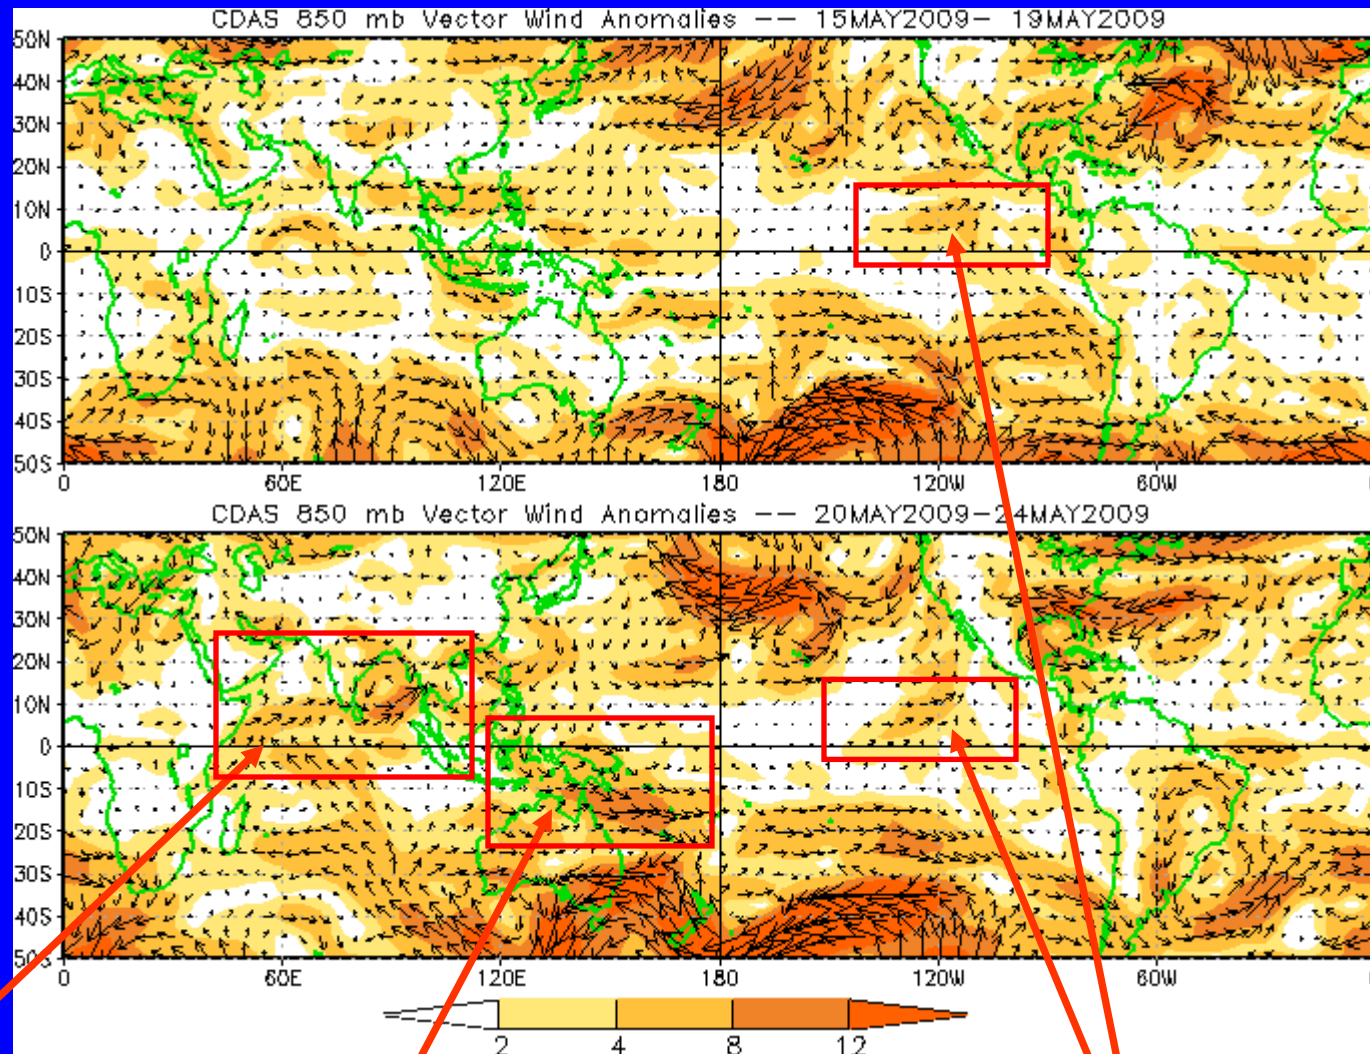 CDAS 850 mb Vector Wind Anomalies -- 15MAY2009- 19MAY2009
50N
40N
30N
20N
10N
0
10S
20S
30S
40S
50S
0 60E 120E 180 120W 60W
CDAS 850 mb Vector Wind Anomalies -- 20MAY2009-24MAY2009
50N
40N
30N
20N
10N
0
10S
20S
30S
40S
50S
0 60E 120E 180 120W 60W
2 4 8 12